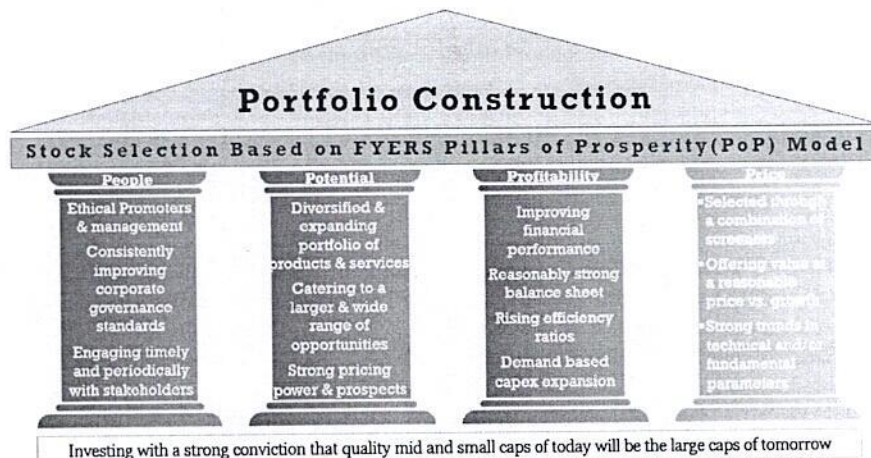 Portfolio Construction
Stock Selection Based on FYERS Pillars of Prosperity(PoP) Model
People
Ethical Promoters
& management
Consistently
improving
corporate
governance
standards
Engaging timely
and periodically
with stakeholders
Potential
Diversified &
expanding
portfolio of
products & services
Catering to a
larger & wide
range of
opportunities
Strong pricing
power & prospects
Profitability
Improving
financial
performance
Reasonably strong
balance sheet
Rising efficiency
ratios
Demand based
capex expansion
Price
•Selected through
a combination of
screeners
•Offering value at
a reasonable
price vs. growth
•Strong trends in
technical and/or
fundamental
parameters
Investing with a strong conviction that quality mid and small caps of today will be the large caps of tomorrow